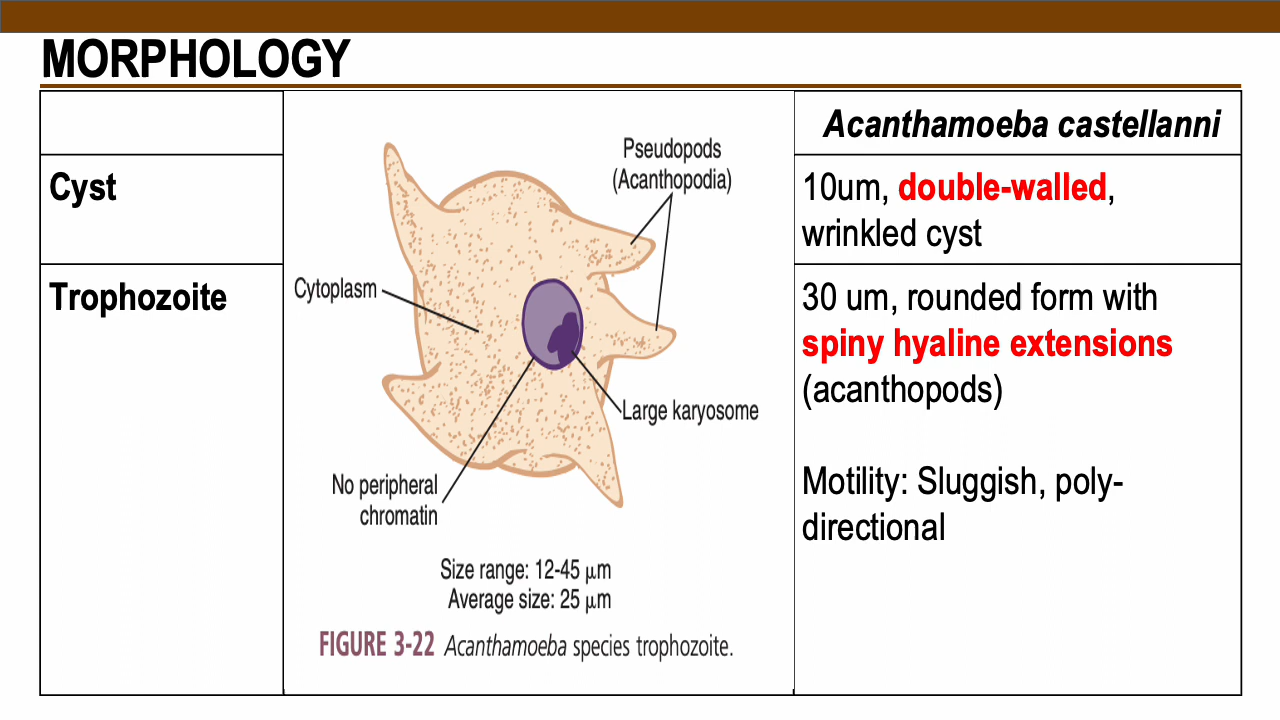 MORPHOLOGY
Acanthamoeba castellanni
Cyst
10um, double-walled,
wrinkled cyst
Trophozoite
30 um, rounded form with
spiny hyaline extensions
(acanthopods)
Motility: Sluggish, poly-
directional
Pseudopods
(Acanthopodia)
Cytoplasm
Large karyosome
No peripheral
chromatin
Size range: 12-45 μm
Average size: 25 μm
FIGURE 3-22 Acanthamoeba species trophozoite.